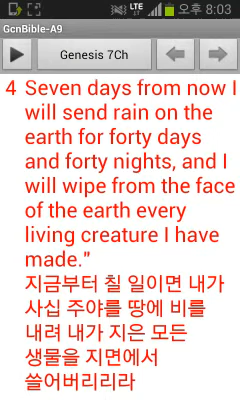 LTE 오후 8:03
GcnBible-A9
Genesis 7Ch
4 Seven days from now I
will send rain on the
earth for forty days
and forty nights, and I
will wipe from the face
of the earth every
living creature I have
made."
지금부터 칠 일이면 내가
사십 주야를 땅에 비를
내려 내가 지은 모든
생물을 지면에서
쓸어버리리라